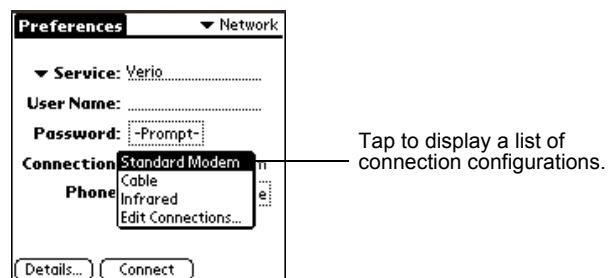 Preferences ▼ Network
▼ Service: Verio
User Name:
Password: -Prompt-
Connection Standard Modem
Cable
Phone Infrared e
Edit Connections...
Details... Connect
Tap to display a list of
connection configurations.